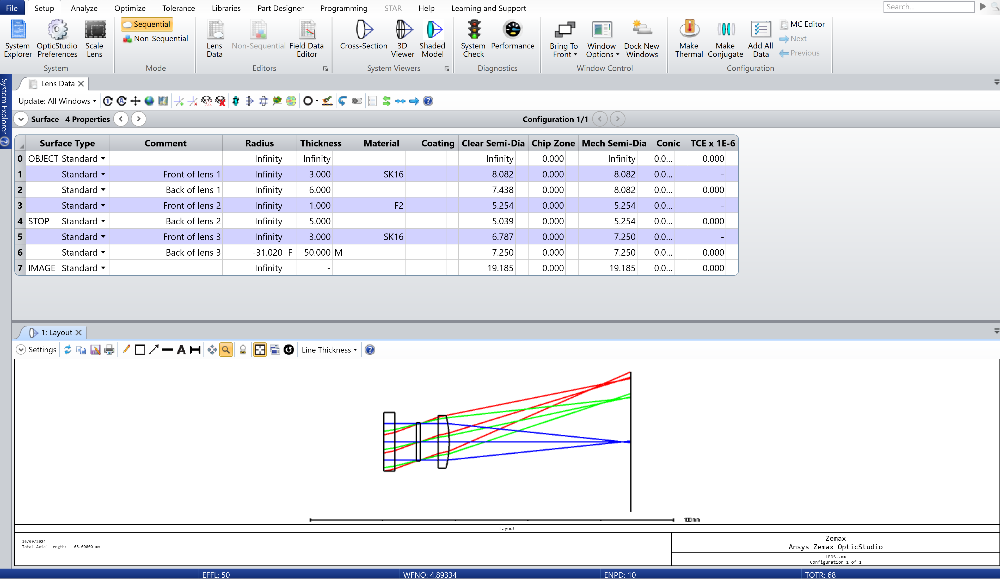 File Setup Analyze Optimize Tolerance Libraries Part Designer Programming STAR Help Learning and Support Search...
System Explorer
OpticStudio Preferences
Scale Lens
System
Sequential
Non-Sequential
Mode
Lens Data
Non-Sequential
Field Data Editor
Editors
Cross-Section
3D Viewer
Shaded Model
System Viewers
System Check
Performance
Diagnostics
Bring To Front
Window Options
Dock New Windows
Window Control
Make Thermal
Make Conjugate
Add All Data
MC Editor
Next
Previous
Configuration
System Explorer
Lens Data
Update: All Windows
Surface 4 Properties Configuration 1/1
Surface Type Comment Radius Thickness Material Coating Clear Semi-Dia Chip Zone Mech Semi-Dia Conic TCE x 1E-6
0 OBJECT Standard Infinity Infinity Infinity 0.000 Infinity 0.0... 0.000
1 Standard Front of lens 1 Infinity 3.000 SK16 8.082 0.000 8.082 0.0... -
2 Standard Back of lens 1 Infinity 6.000 7.438 0.000 8.082 0.0... 0.000
3 Standard Front of lens 2 Infinity 1.000 F2 5.254 0.000 5.254 0.0... -
4 STOP Standard Back of lens 2 Infinity 5.000 5.039 0.000 5.254 0.0... 0.000
5 Standard Front of lens 3 Infinity 3.000 SK16 6.787 0.000 7.250 0.0... -
6 Standard Back of lens 3 -31.020 F 50.000 M 7.250 0.000 7.250 0.0... 0.000
7 IMAGE Standard Infinity - 19.185 0.000 19.185 0.0... 0.000
1: Layout
Settings Line Thickness
100 mm
Layout
16/09/2024
Total Axial Length: 68.00000 mm
Zemax
Ansys Zemax OpticStudio
LENS.zmx
Configuration 1 of 1
EFFL: 50 WFNO: 4.89334 ENPD: 10 TOTR: 68